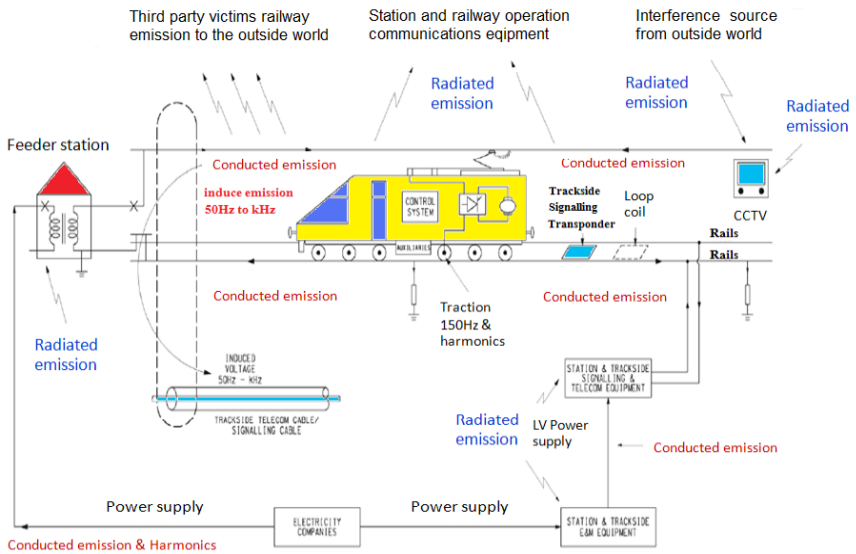 Third party victims railway
emission to the outside world
Station and railway operation
communications eqipment
Interference source
from outside world
Radiated
emission
Radiated
emission
Radiated
emission
Feeder station
Conducted emission
Conducted emission
induce emission
50Hz to kHz
CONTROL
SYSTEM
Trackside
Signalling
Transponder
Loop
coil
CCTV
Rails
AUXILIARIES
Rails
Conducted emission
Conducted emission
Traction
150Hz &
harmonics
Radiated
emission
INDUCED
VOLTAGE
50Hz - kHz
STATION & TRACKSIDE
SIGNALLING &
TELECOM EQUIPMENT
TRACKSIDE TELECOM CABLE/
SIGNALLING CABLE
Radiated
emission
LV Power
supply
Conducted emission
Power supply
Power supply
ELECTRICITY
COMPANIES
STATION & TRACKSIDE
E&M EQUIPMENT
Conducted emission & Harmonics